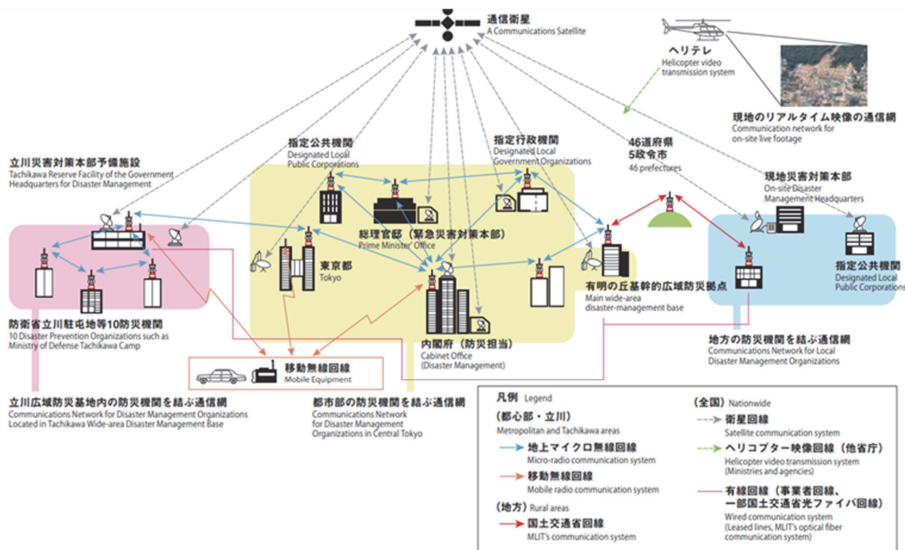 通信衛星
A Communications Satellite
ヘリテレ
Helicopter video
transmission system
現地のリアルタイム映像の通信網
Communication network for
on-site live footage
立川災害対策本部予備施設
Tachikawa Reserve Facility of the Government
Headquarters for Disaster Management
指定公共機関
Designated Local
Public Corporations
指定行政機関
Designated Local
Government Organizations
46道府県
5政令市
46 prefectures
現地災害対策本部
On-site Disaster
Management Headquarters
総理官邸（緊急災害対策本部）
Prime Minister' Office
東京都
Tokyo
有明の丘基幹的広域防災拠点
Main wide-area
disaster-management base
指定公共機関
Designated Local
Public Corporations
防衛省立川駐屯地等10防災機関
10 Disaster Prevention Organizations such as
Ministry of Defense Tachikawa Camp
内閣府（防災担当）
Cabinet Office
(Disaster Management)
地方の防災機関を結ぶ通信網
Communications Network for Local
Disaster Management Organizations
移動無線回線
Mobile Equipment
立川広域防災基地内の防災機関を結ぶ通信網
Communications Network for Disaster Management Organizations
Located in Tachikawa Wide-area Disaster Management Base
都市部の防災機関を結ぶ通信網
Communications Network
for Disaster Management
Organizations in Central Tokyo
凡例 Legend
（都心部・立川）
Metropolitan and Tachikawa areas
地上マイクロ無線回線
Micro-radio communication system
移動無線回線
Mobile radio communication system
（地方） Rural areas
国土交通省回線
MLIT's communication system
（全国） Nationwide
衛星回線
Satellite communication system
ヘリコプター映像回線（他省庁）
Helicopter video transmission system
(Ministries and agencies)
有線回線（事業者回線、
一部国土交通省光ファイバ回線）
Wired communication system
(Leased lines, MLIT's optical fiber
communication system)